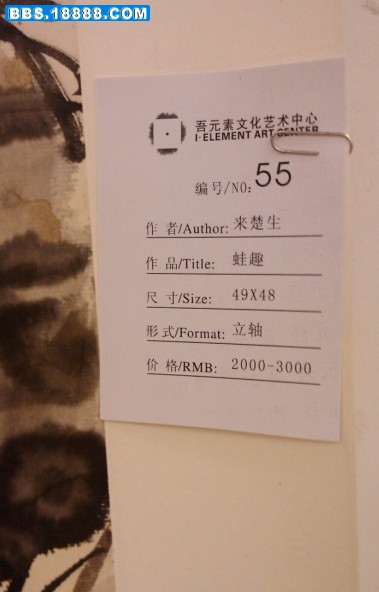 BBS.18888.COM
吾元素文化艺术中心
I·ELEMENT ART CENTER
编号/NO: 55
作 者/Author: 来楚生
作 品/Title: 蛙趣
尺 寸/Size: 49X48
形 式/Format: 立轴
价 格/RMB: 2000-3000